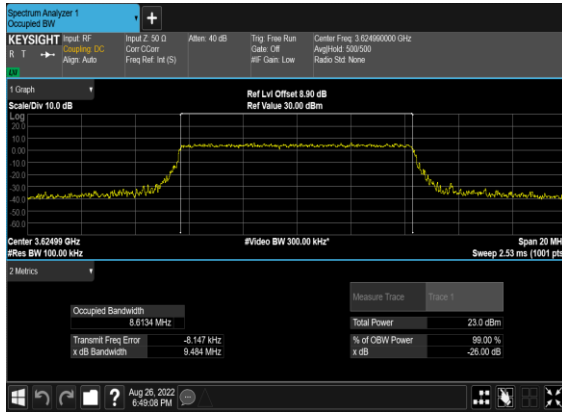 Spectrum Analyzer 1
Occupied BW
KEYSIGHT Input: RF Input Z: 50 Ω Atten: 40 dB Trig: Free Run Center Freq: 3.624990000 GHz
R T Coupling: DC Corr CCorr Gate: Off Avg|Hold: 500/500
Align: Auto Freq Ref: Int (S) #IF Gain: Low Radio Std: None
LW
1 Graph
Ref Lvl Offset 8.90 dB
Scale/Div 10.0 dB Ref Value 30.00 dBm
Log
20.0
10.0
0.00
-10.0
-20.0
-30.0
-40.0
-50.0
-60.0
Center 3.62499 GHz #Video BW 300.00 kHz* Span 20 MH
#Res BW 100.00 kHz Sweep 2.53 ms (1001 pts
2 Metrics
Measure Trace Trace 1
Occupied Bandwidth
8.6134 MHz Total Power 23.0 dBm
Transmit Freq Error -8.147 kHz % of OBW Power 99.00 %
x dB Bandwidth 9.484 MHz x dB -26.00 dB
? Aug 26, 2022
6:49:08 PM